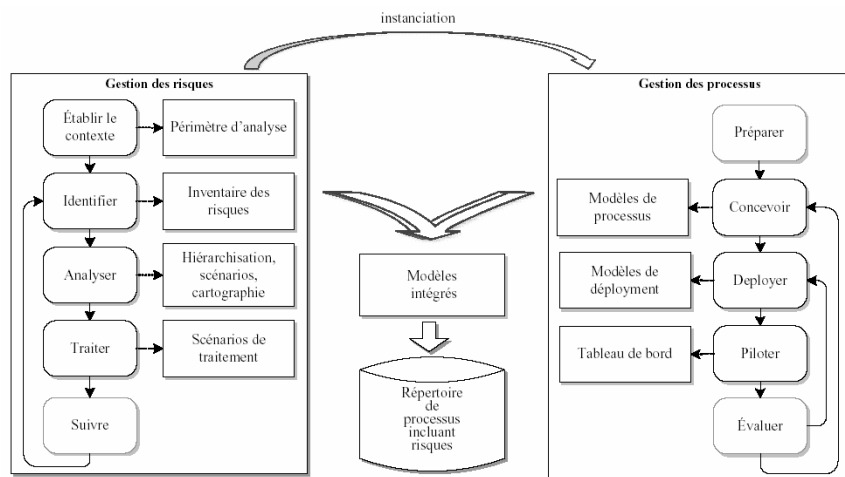 instanciation
Gestion des risques
Établir le
contexte
Périmètre d'analyse
Identifier
Inventaire des
risques
Analyser
Hiérarchisation,
scénarios,
cartographie
Traiter
Scénarios de
traitement
Suivre
Modèles
intégrés
Répertoire
de
processus
incluant
risques
Gestion des processus
Préparer
Modèles de
processus
Concevoir
Modèles de
déployment
Deployer
Tableau de bord
Piloter
Évaluer